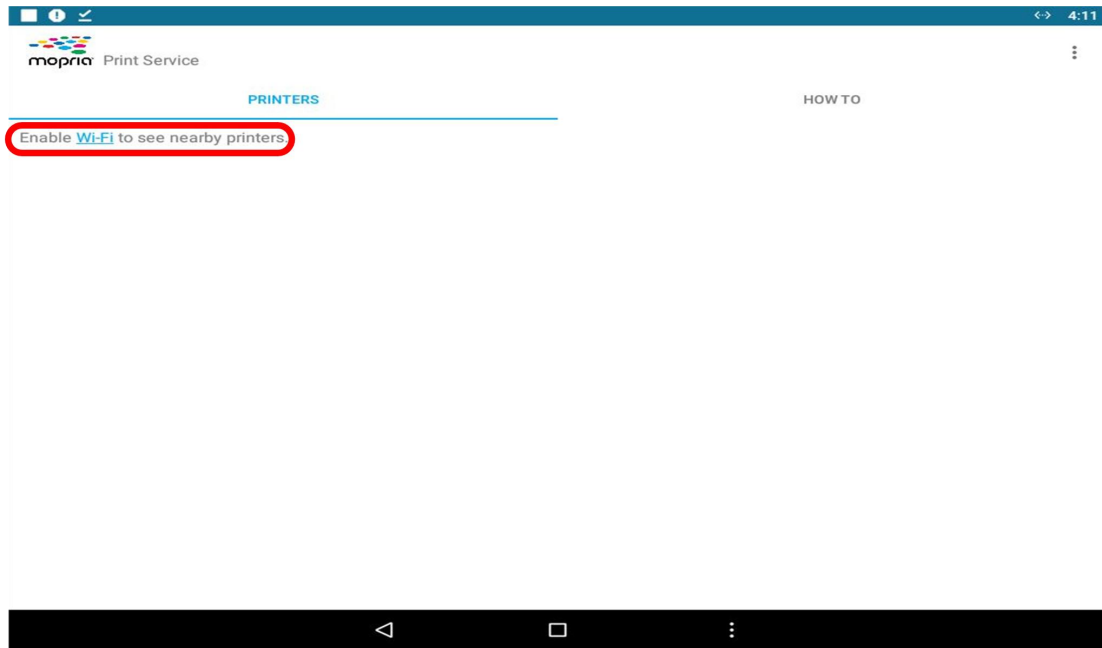 4:11
mopria Print Service
PRINTERS HOW TO
Enable Wi-Fi to see nearby printers.